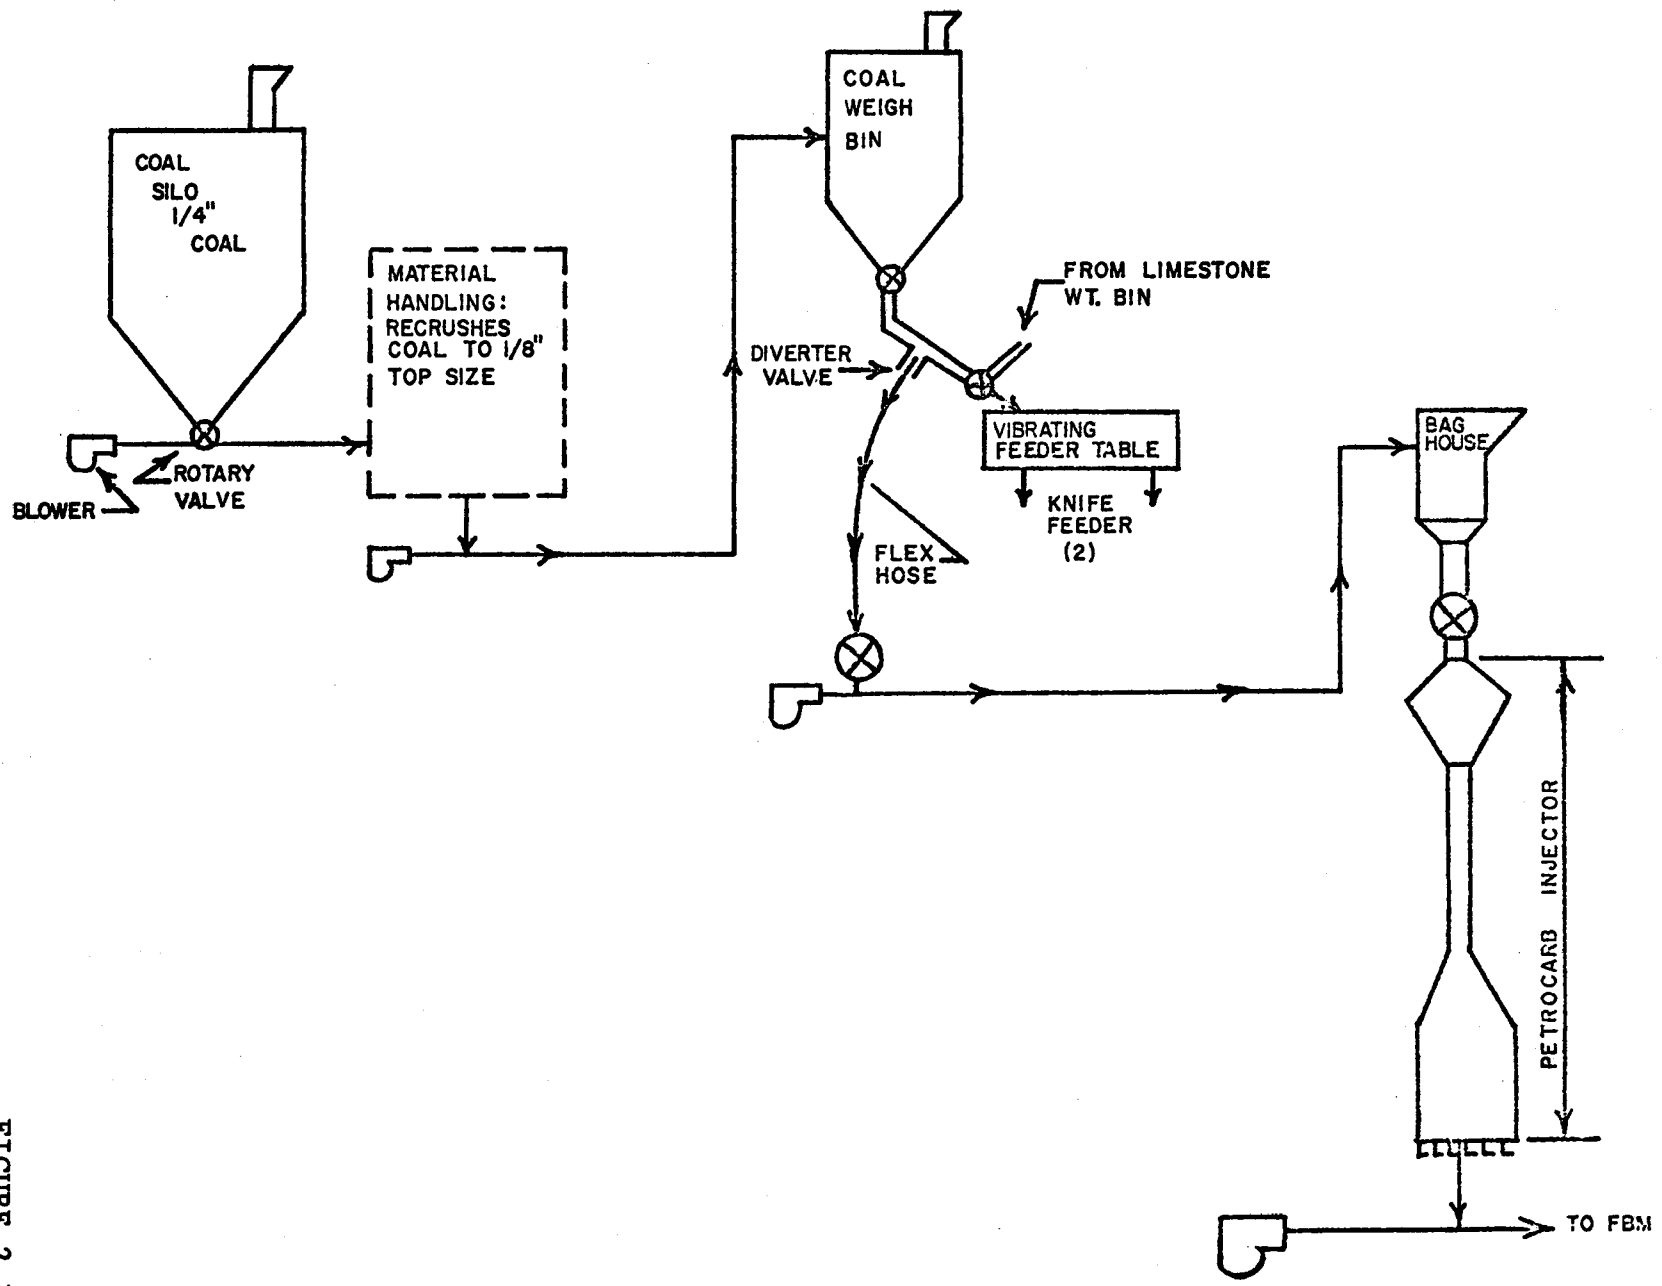 COAL
SILO
1/4"
COAL
BLOWER
ROTARY
VALVE
MATERIAL
HANDLING:
RECRUSHES
COAL TO 1/8"
TOP SIZE
COAL
WEIGH
BIN
FROM LIMESTONE
WT. BIN
DIVERTER
VALVE
VIBRATING
FEEDER TABLE
KNIFE
FEEDER
(2)
FLEX
HOSE
BAG
HOUSE
PETROCARB INJECTOR
TO FBM